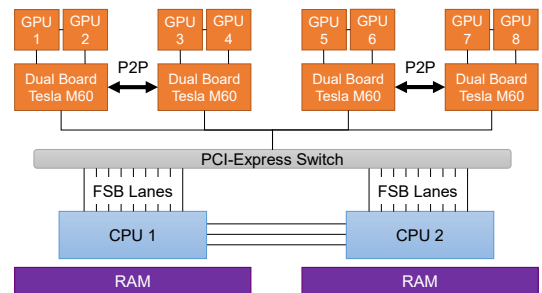 GPU 1
GPU 2
GPU 3
GPU 4
GPU 5
GPU 6
GPU 7
GPU 8
P2P
P2P
Dual Board Tesla M60
Dual Board Tesla M60
Dual Board Tesla M60
Dual Board Tesla M60
PCI-Express Switch
FSB Lanes
FSB Lanes
CPU 1
CPU 2
RAM
RAM